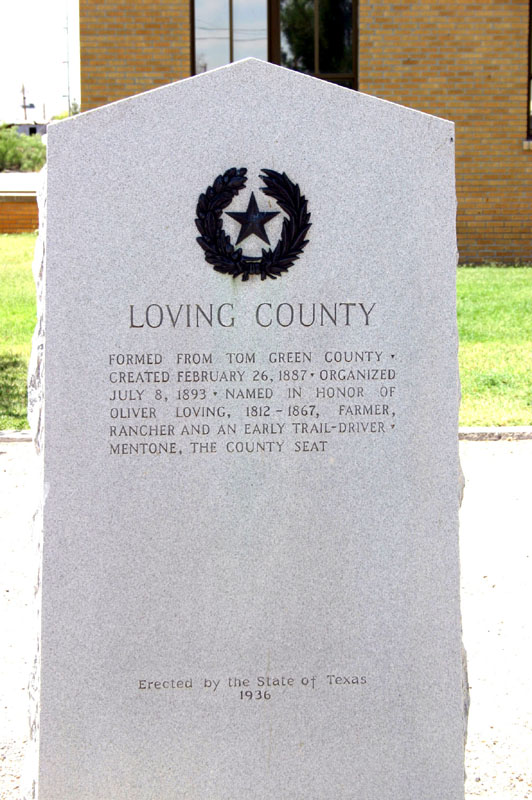 LOVING COUNTY
FORMED FROM TOM GREEN COUNTY ·
CREATED FEBRUARY 26, 1887 · ORGANIZED
JULY 8, 1893 · NAMED IN HONOR OF
OLIVER LOVING, 1812-1867, FARMER,
RANCHER AND AN EARLY TRAIL-DRIVER ·
MENTONE, THE COUNTY SEAT
Erected by the State of Texas
1936